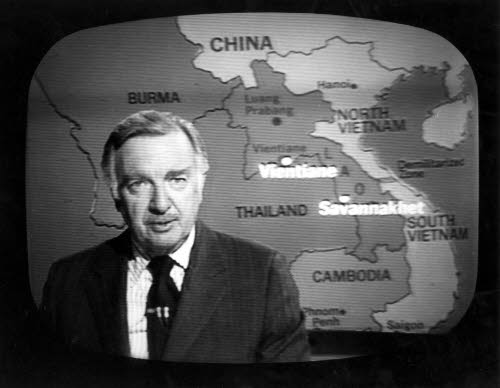 CHINA
Hanoi
BURMA
Luang
Prabang
NORTH
VIETNAM
Vientiane
Vientiane
L
A
O
Demilitarized
Zone
THAILAND
Savannakhet
SOUTH
VIETNAM
CAMBODIA
Phnom
Penh
Saigon